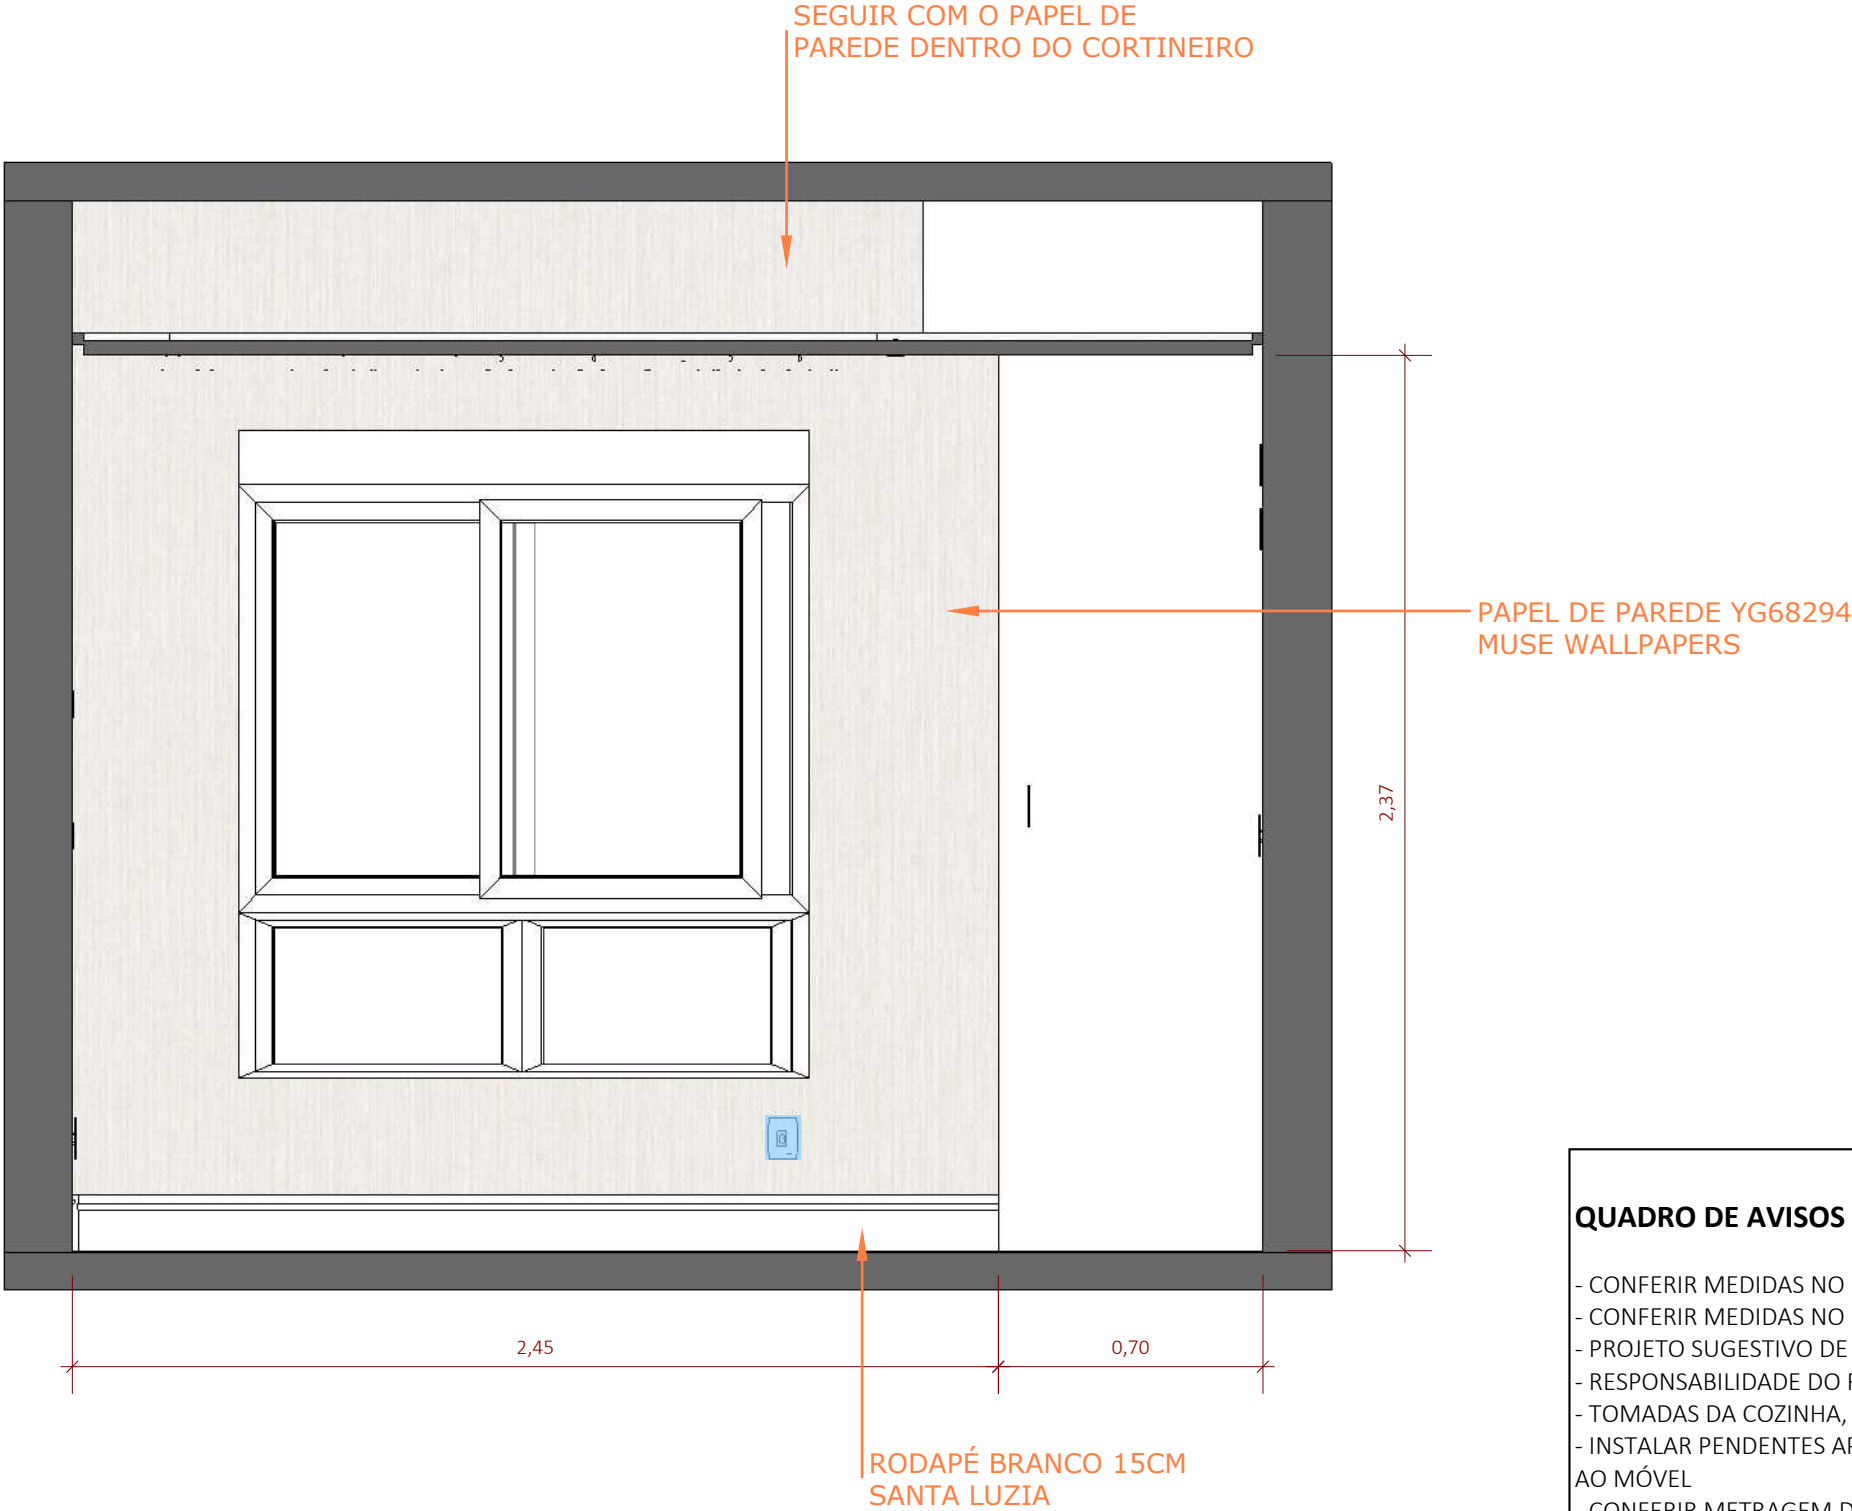 SEGUIR COM O PAPEL DE
PAREDE DENTRO DO CORTINEIRO
PAPEL DE PAREDE YG68294
MUSE WALLPAPERS
2,37
2,45
0,70
RODAPÉ BRANCO 15CM
SANTA LUZIA
QUADRO DE AVISOS
- CONFERIR MEDIDAS NO
- CONFERIR MEDIDAS NO
- PROJETO SUGESTIVO DE
- RESPONSABILIDADE DO
- TOMADAS DA COZINHA,
- INSTALAR PENDENTES
AO MÓVEL
- CONFERIR METRAGEM